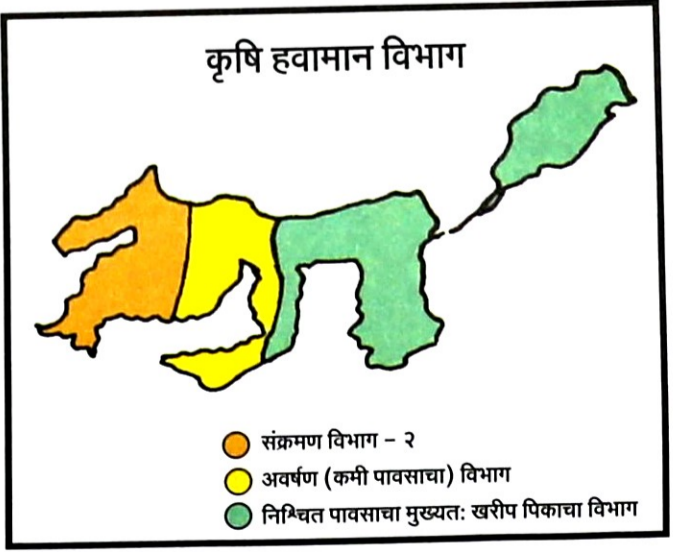 कृषि हवामान विभाग
संक्रमण विभाग – २
अवर्षण (कमी पावसाचा) विभाग
निश्चित पावसाचा मुख्यत: खरीप पिकाचा विभाग